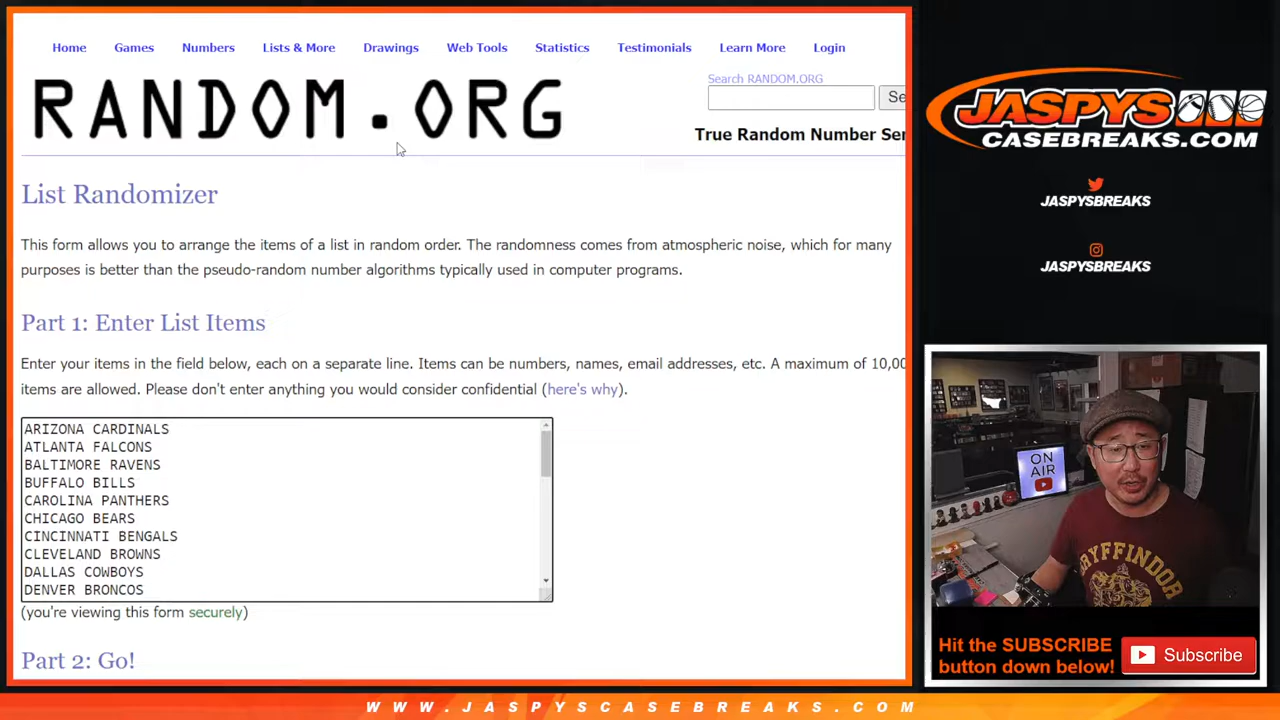 Home Games Numbers Lists & More Drawings Web Tools Statistics Testimonials Learn More Login
RANDOM.ORG
Search RANDOM.ORG
Se
True Random Number Ser
List Randomizer
This form allows you to arrange the items of a list in random order. The randomness comes from atmospheric noise, which for many
purposes is better than the pseudo-random number algorithms typically used in computer programs.
Part 1: Enter List Items
Enter your items in the field below, each on a separate line. Items can be numbers, names, email addresses, etc. A maximum of 10,00
items are allowed. Please don't enter anything you would consider confidential (here's why).
ARIZONA CARDINALS
ATLANTA FALCONS
BALTIMORE RAVENS
BUFFALO BILLS
CAROLINA PANTHERS
CHICAGO BEARS
CINCINNATI BENGALS
CLEVELAND BROWNS
DALLAS COWBOYS
DENVER BRONCOS
(you're viewing this form securely)
Part 2: Go!
JASPYS
CASEBREAKS.COM
JASPYSBREAKS
JASPYSBREAKS
ON
AIR
GRYFFINDOR
Hit the SUBSCRIBE
button down below!
Subscribe
WWW.JASPYSCASEBREAKS.COM